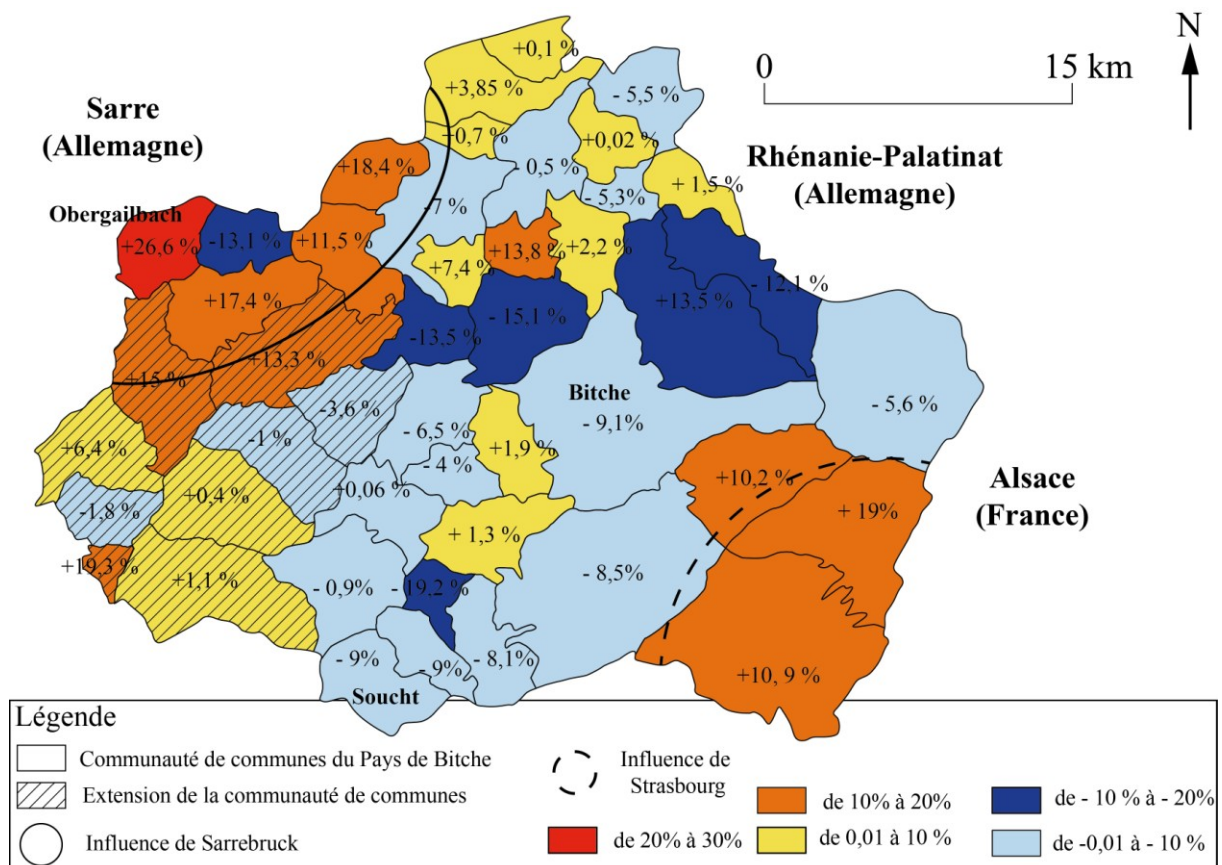 N
0 15 km
+0,1 %
+3,85 %
- 5,5 %
Sarre
(Allemagne)
+0,7 %
+0,02 %
Rhénanie-Palatinat
(Allemagne)
+18,4 %
- 0,5 %
+ 1,5 %
- 5,3%
-7 %
Obergailbach
+26,6 %
-13,1 %
+11,5 %
+13,8 %
+2,2 %
+7,4 %
+17,4 %
- 12,1 %
+13,5 %
- 15,1 %
-13,5 %
+13,3 %
+15 %
Bitche
- 9,1%
- 5,6 %
-3,6 %
-1 %
- 6,5 %
+1,9 %
+6,4 %
- 4 %
+10,2 %
Alsace
(France)
+0,4 %
+0,06 %
-1,8 %
+ 19%
+ 1,3 %
+19,3 %
+1,1 %
- 0,9%
- 19,2 %
- 8,5%
- 9%
- 9%
- 8,1%
+10, 9 %
Soucht
Légende
Communauté de communes du Pays de Bitche
Extension de la communauté de communes
Influence de Sarrebruck
Influence de
Strasbourg
de 20% à 30%
de 10% à 20%
de 0,01 à 10 %
de - 10 % à - 20%
de -0,01 à - 10 %